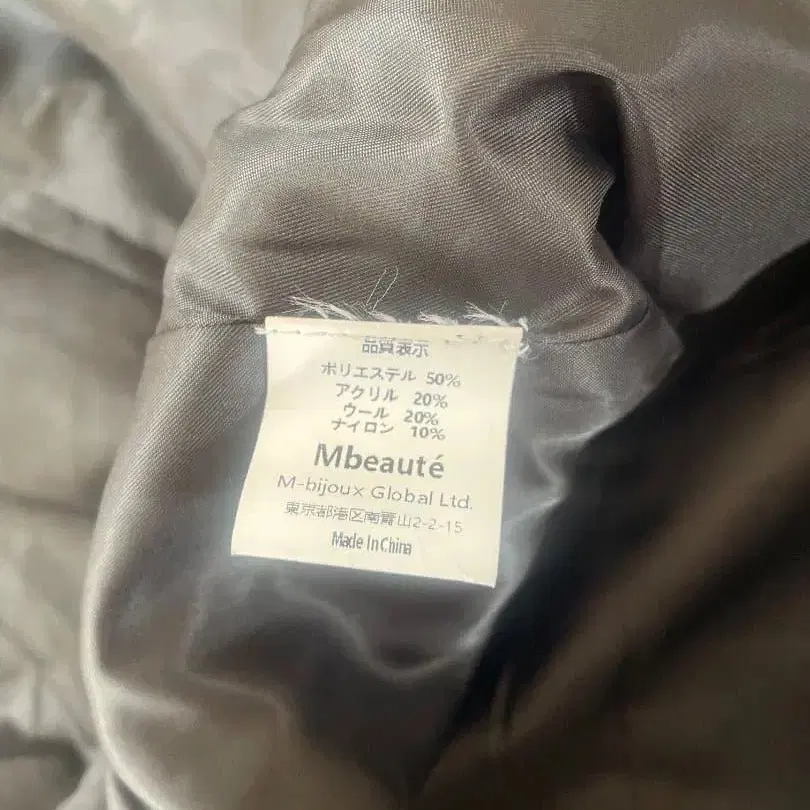 品質表示
ポリエステル 50%
アクリル 20%
ウール 20%
ナイロン 10%
Mbeauté
M-bijoux Global Ltd.
東京都港区南青山2-2-15
Made In China